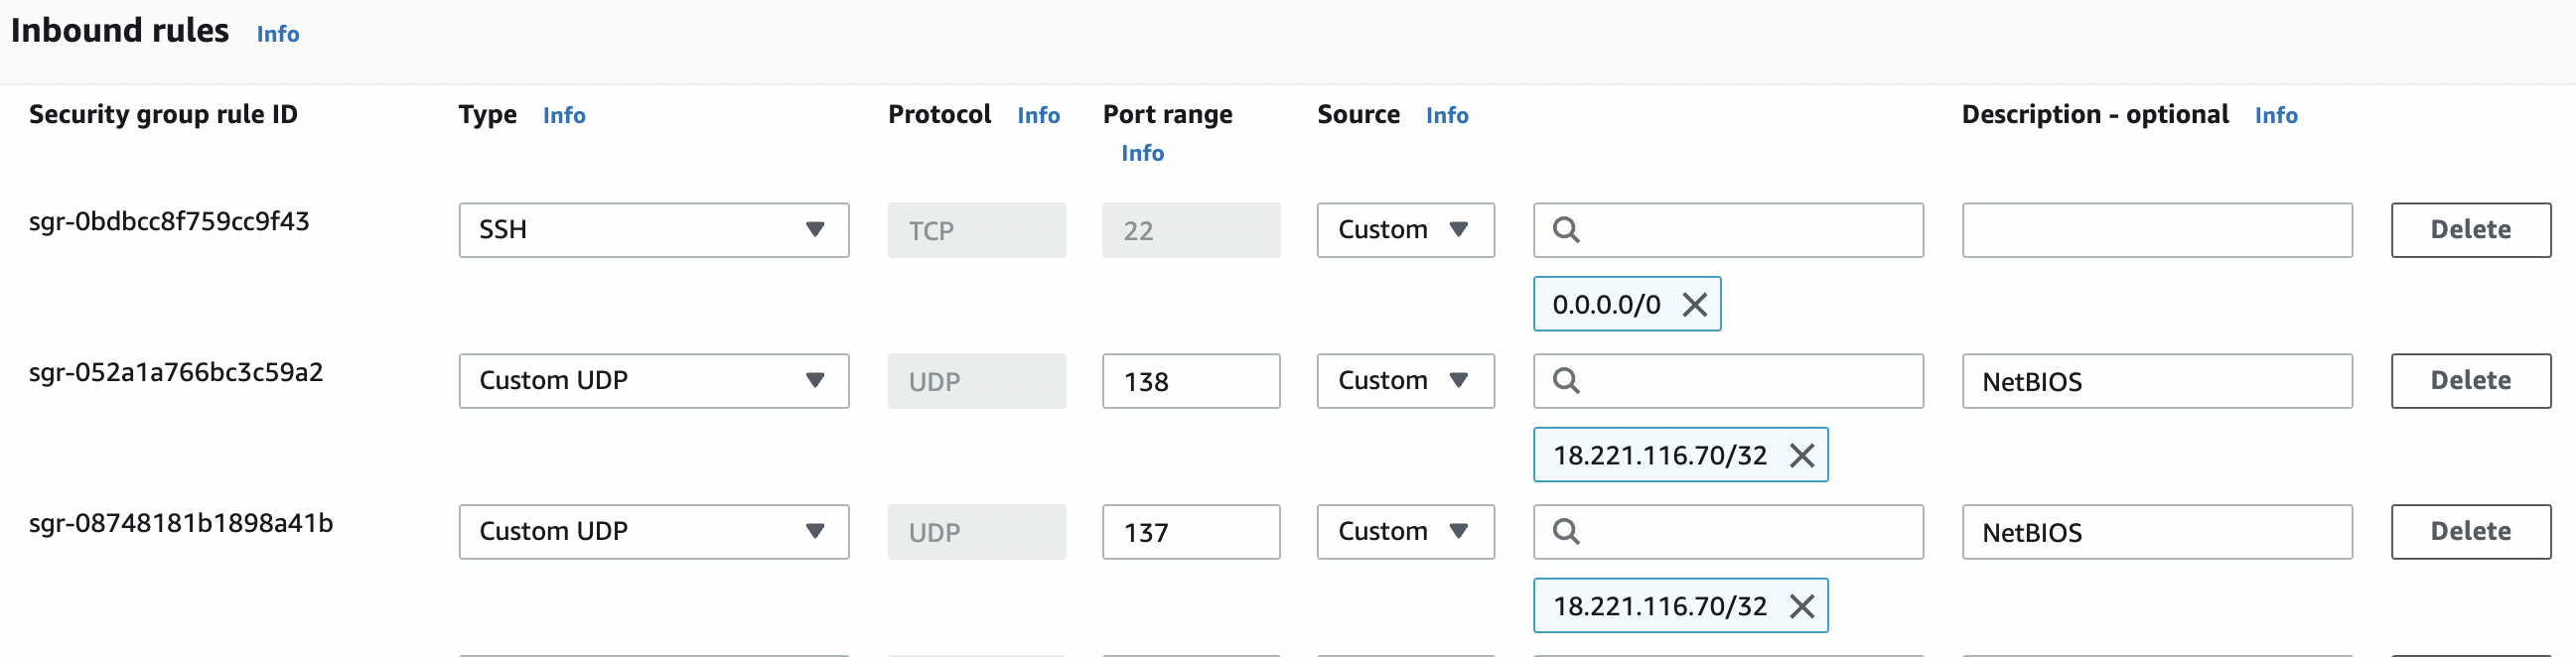 Inbound rules Info
Security group rule ID Type Info Protocol Info Port range Info Source Info Description - optional Info
sgr-0bdbcc8f759cc9f43 SSH TCP 22 Custom Delete
0.0.0.0/0
sgr-052a1a766bc3c59a2 Custom UDP UDP 138 Custom NetBIOS Delete
18.221.116.70/32
sgr-08748181b1898a41b Custom UDP UDP 137 Custom NetBIOS Delete
18.221.116.70/32